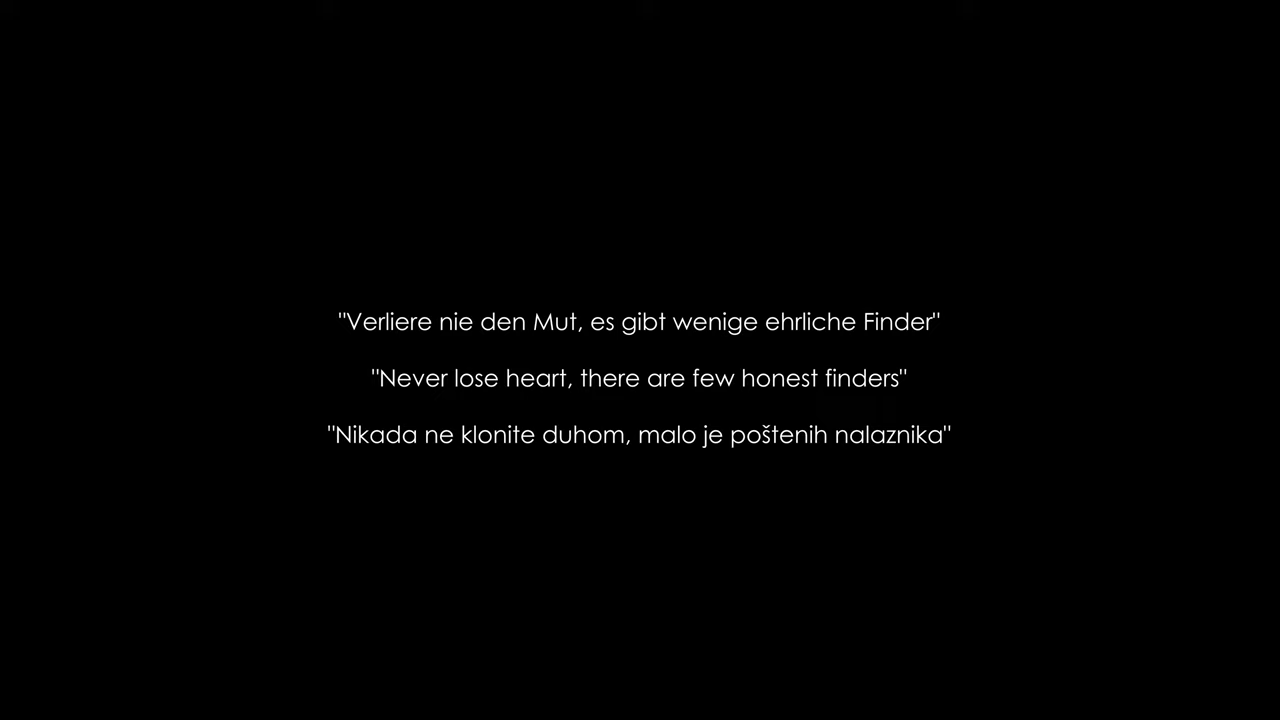 "Verliere nie den Mut, es gibt wenige ehrliche Finder"
"Never lose heart, there are few honest finders"
"Nikada ne klonite duhom, malo je poštenih nalaznika"